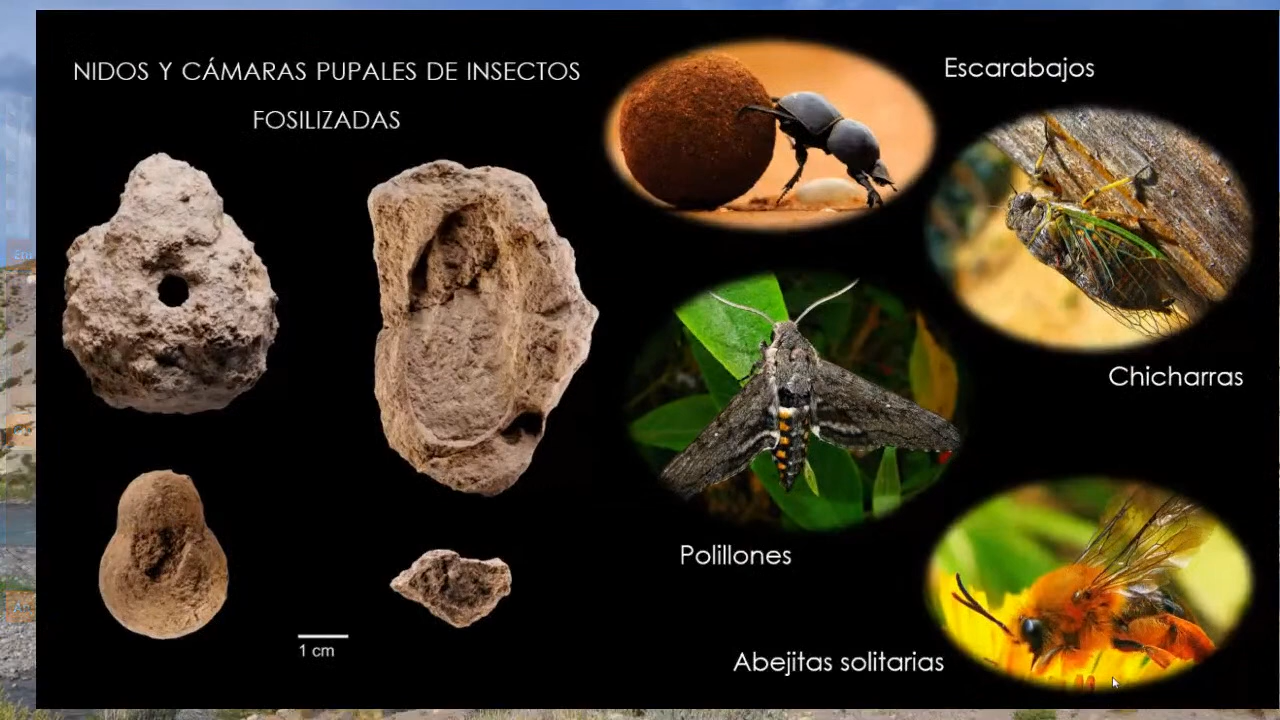 NIDOS Y CÁMARAS PUPALES DE INSECTOS
FOSILIZADAS
Escarabajos
Chicharras
Polillones
Abejitas solitarias
1 cm